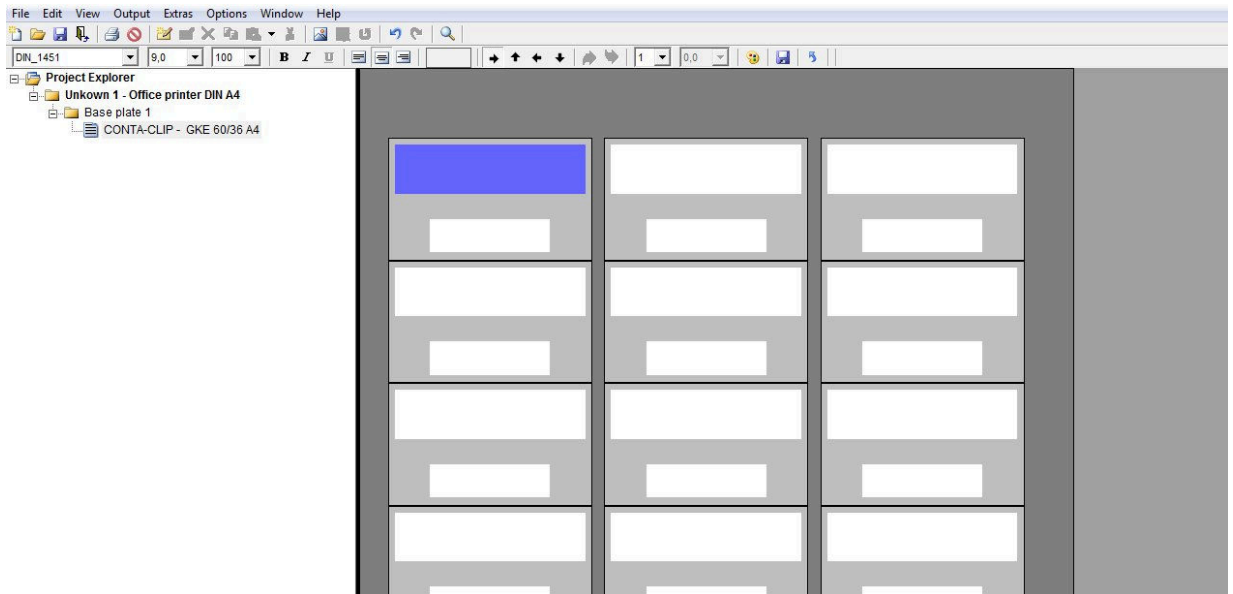 File Edit View Output Extras Options Window Help
DIN_1451 9,0 100 B I U 1 0,0
Project Explorer
Unkown 1 - Office printer DIN A4
Base plate 1
CONTA-CLIP - GKE 60/36 A4